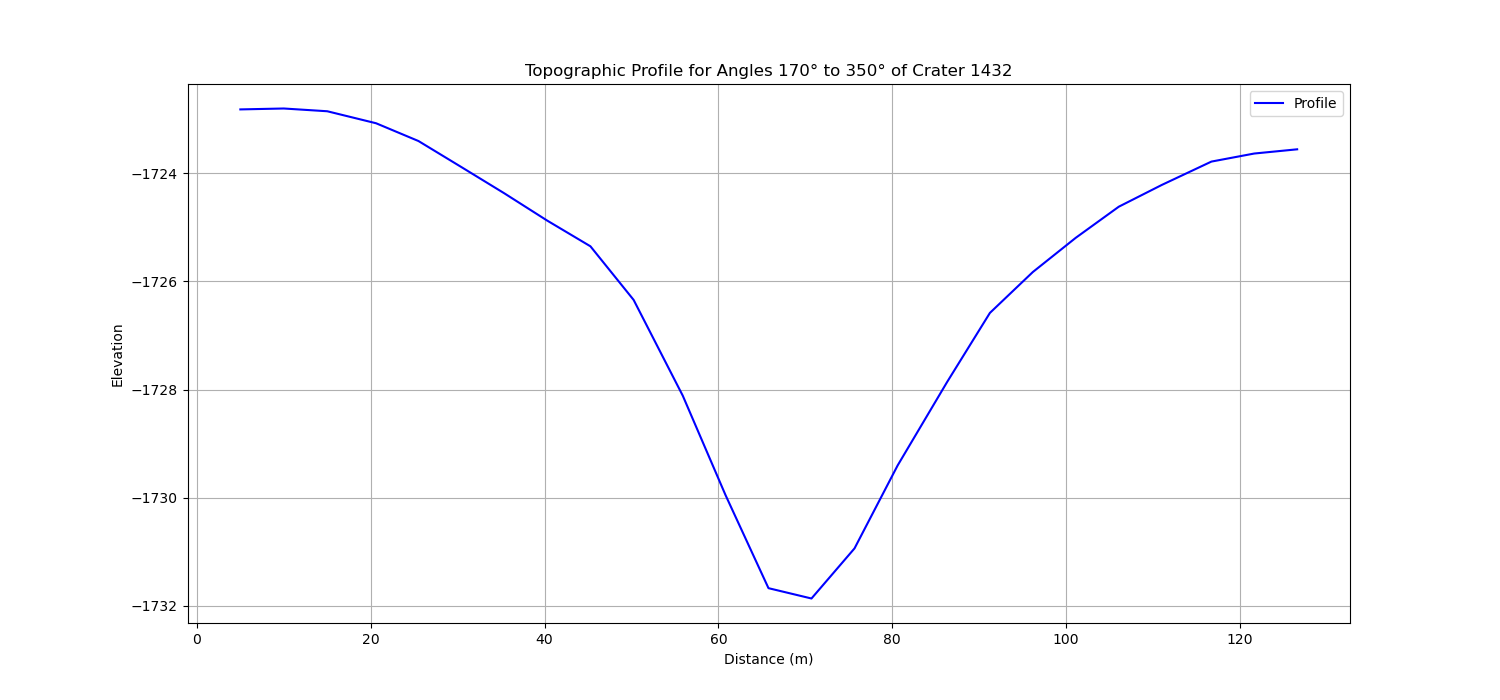 Topographic Profile for Angles 170° to 350° of Crater 1432
Profile
−1724
−1726
−1728
−1730
−1732
Elevation
0 20 40 60 80 100 120
Distance (m)